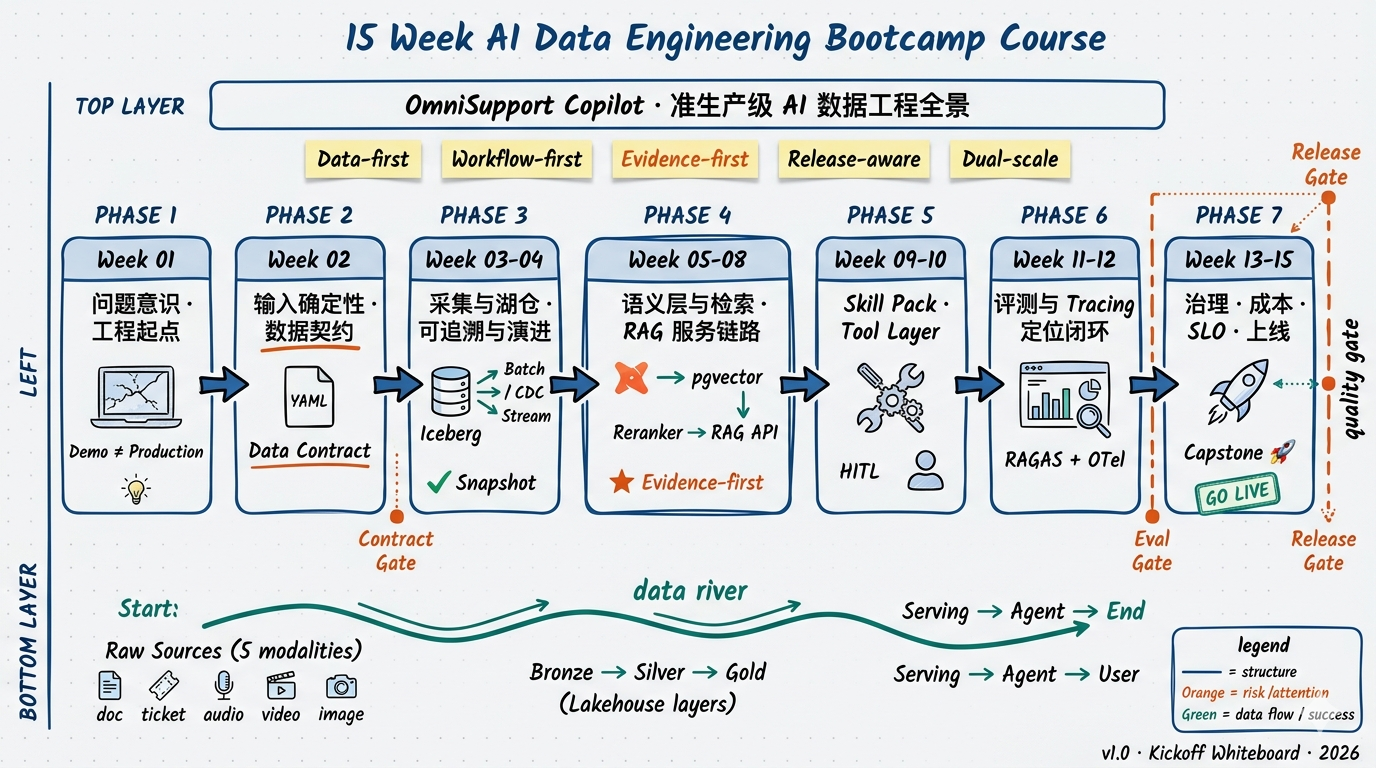 15 Week AI Data Engineering Bootcamp Course
TOP LAYER
OmniSupport Copilot · 准生产级 AI 数据工程全景
Data-first
Workflow-first
Evidence-first
Release-aware
Dual-scale
Release
Gate
LEFT
PHASE 1
Week 01
问题意识 ·
工程起点
Demo ≠ Production
PHASE 2
Week 02
输入确定性 ·
数据契约
YAML
Data Contract
Contract
Gate
PHASE 3
Week 03-04
采集与湖仓 ·
可追溯与演进
Batch
/ CDC
Stream
Iceberg
Snapshot
PHASE 4
Week 05-08
语义层与检索 ·
RAG 服务链路
→ pgvector
Reranker → RAG API
Evidence-first
PHASE 5
Week 09-10
Skill Pack ·
Tool Layer
HITL
PHASE 6
Week 11-12
评测与 Tracing
定位闭环
RAGAS + OTel
Eval
Gate
PHASE 7
Week 13-15
治理 · 成本 ·
SLO · 上线
Capstone 🚀
GO LIVE
quality gate
Release
Gate
BOTTOM LAYER
Start:
Raw Sources (5 modalities)
doc
ticket
audio
video
image
data river
Bronze → Silver → Gold
(Lakehouse layers)
Serving → Agent → End
Serving → Agent → User
legend
= structure
Orange = risk/attention
Green = data flow / success
v1.0 · Kickoff Whiteboard · 2026